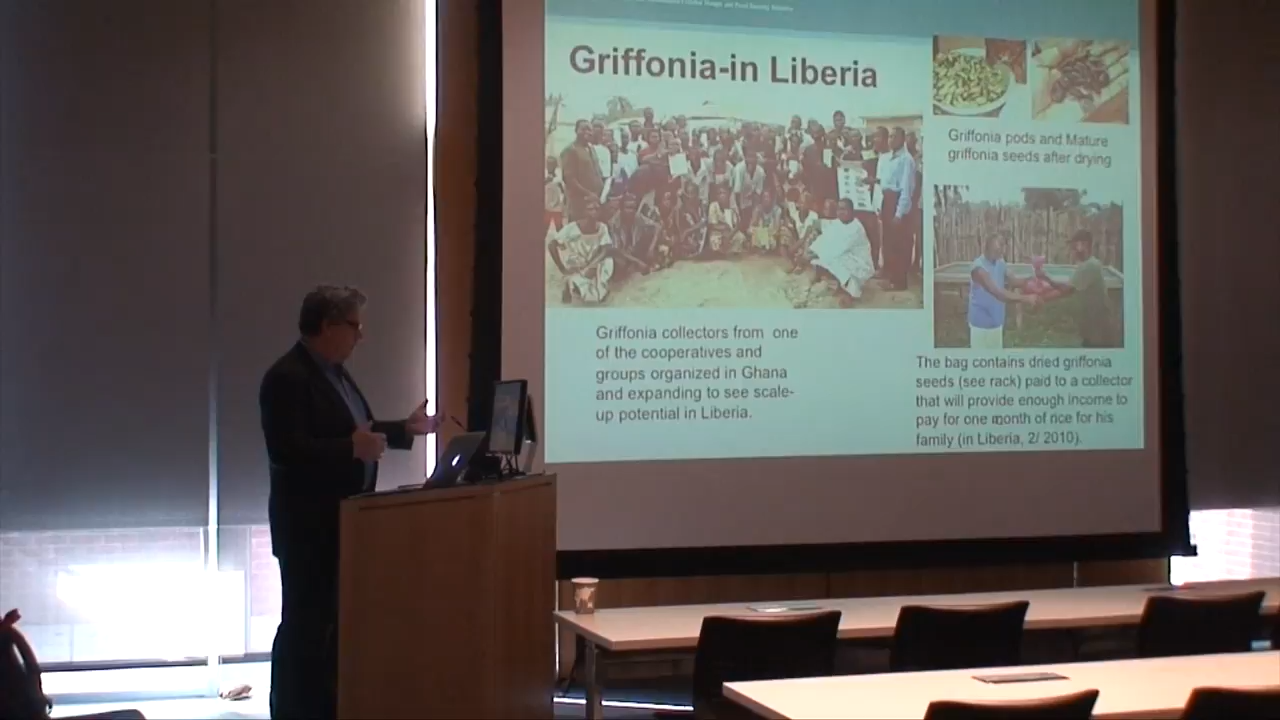 Griffonia-in Liberia
Griffonia pods and Mature
griffonia seeds after drying
Griffonia collectors from one
of the cooperatives and
groups organized in Ghana
and expanding to see scale-
up potential in Liberia.
The bag contains dried griffonia
seeds (see rack) paid to a collector
that will provide enough income to
pay for one month of rice for his
family (in Liberia, 2/ 2010).